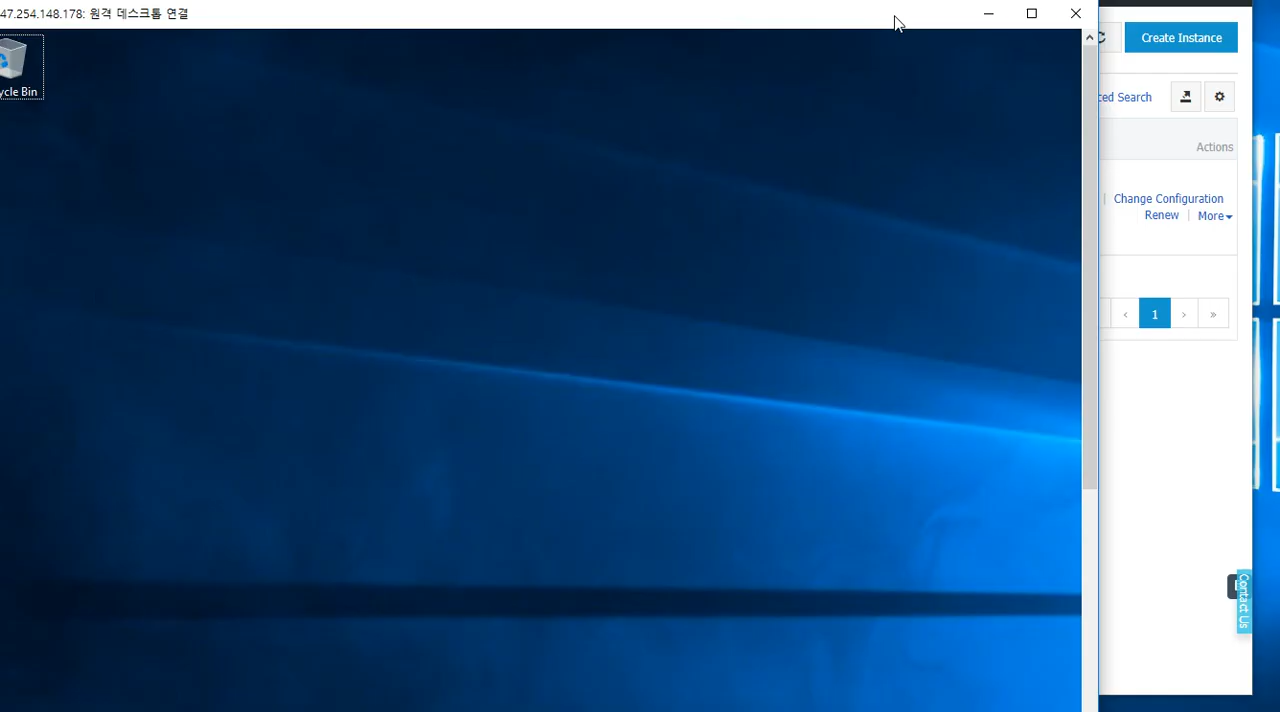 47.254.148.178: 원격 데스크톱 연결
Create Instance
ced Search
ycle Bin
Actions
Change Configuration
Renew
More
‹ 1 › »
Contact Us